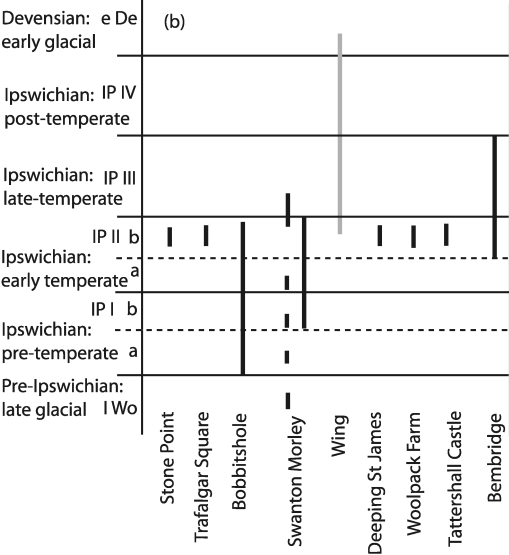 Devensian: e De
early glacial
(b)
Ipswichian: IP IV
post-temperate
Ipswichian: IP III
late-temperate
IP II b
Ipswichian:
early temperate a
IP I b
Ipswichian:
pre-temperate a
Pre-Ipswichian:
late glacial I Wo
Stone Point
Trafalgar Square
Bobbitshole
Swanton Morley
Wing
Deeping St James
Woolpack Farm
Tattershall Castle
Bembridge